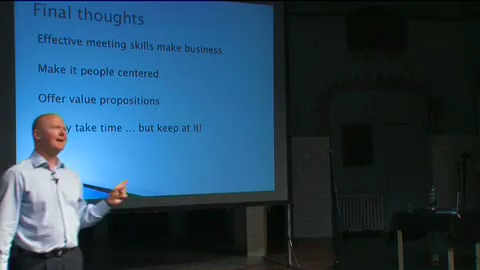 Final thoughts
Effective meeting skills make business
Make it people centered
Offer value propositions
take time ... but keep at it!